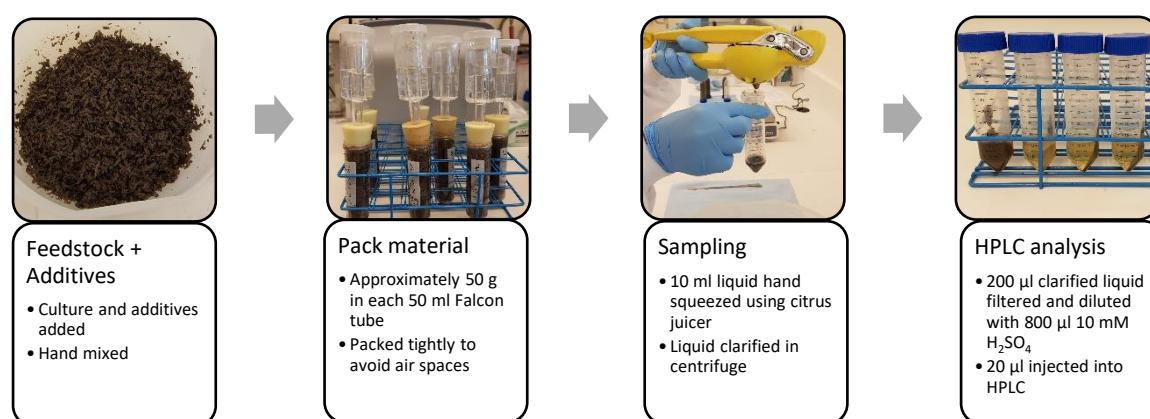 Feedstock +
Additives
• Culture and additives
added
• Hand mixed
Pack material
• Approximately 50 g
in each 50 ml Falcon
tube
• Packed tightly to
avoid air spaces
Sampling
• 10 ml liquid hand
squeezed using citrus
juicer
• Liquid clarified in
centrifuge
HPLC analysis
• 200 µl clarified liquid
filtered and diluted
with 800 µl 10 mM
H₂SO₄
• 20 µl injected into
HPLC